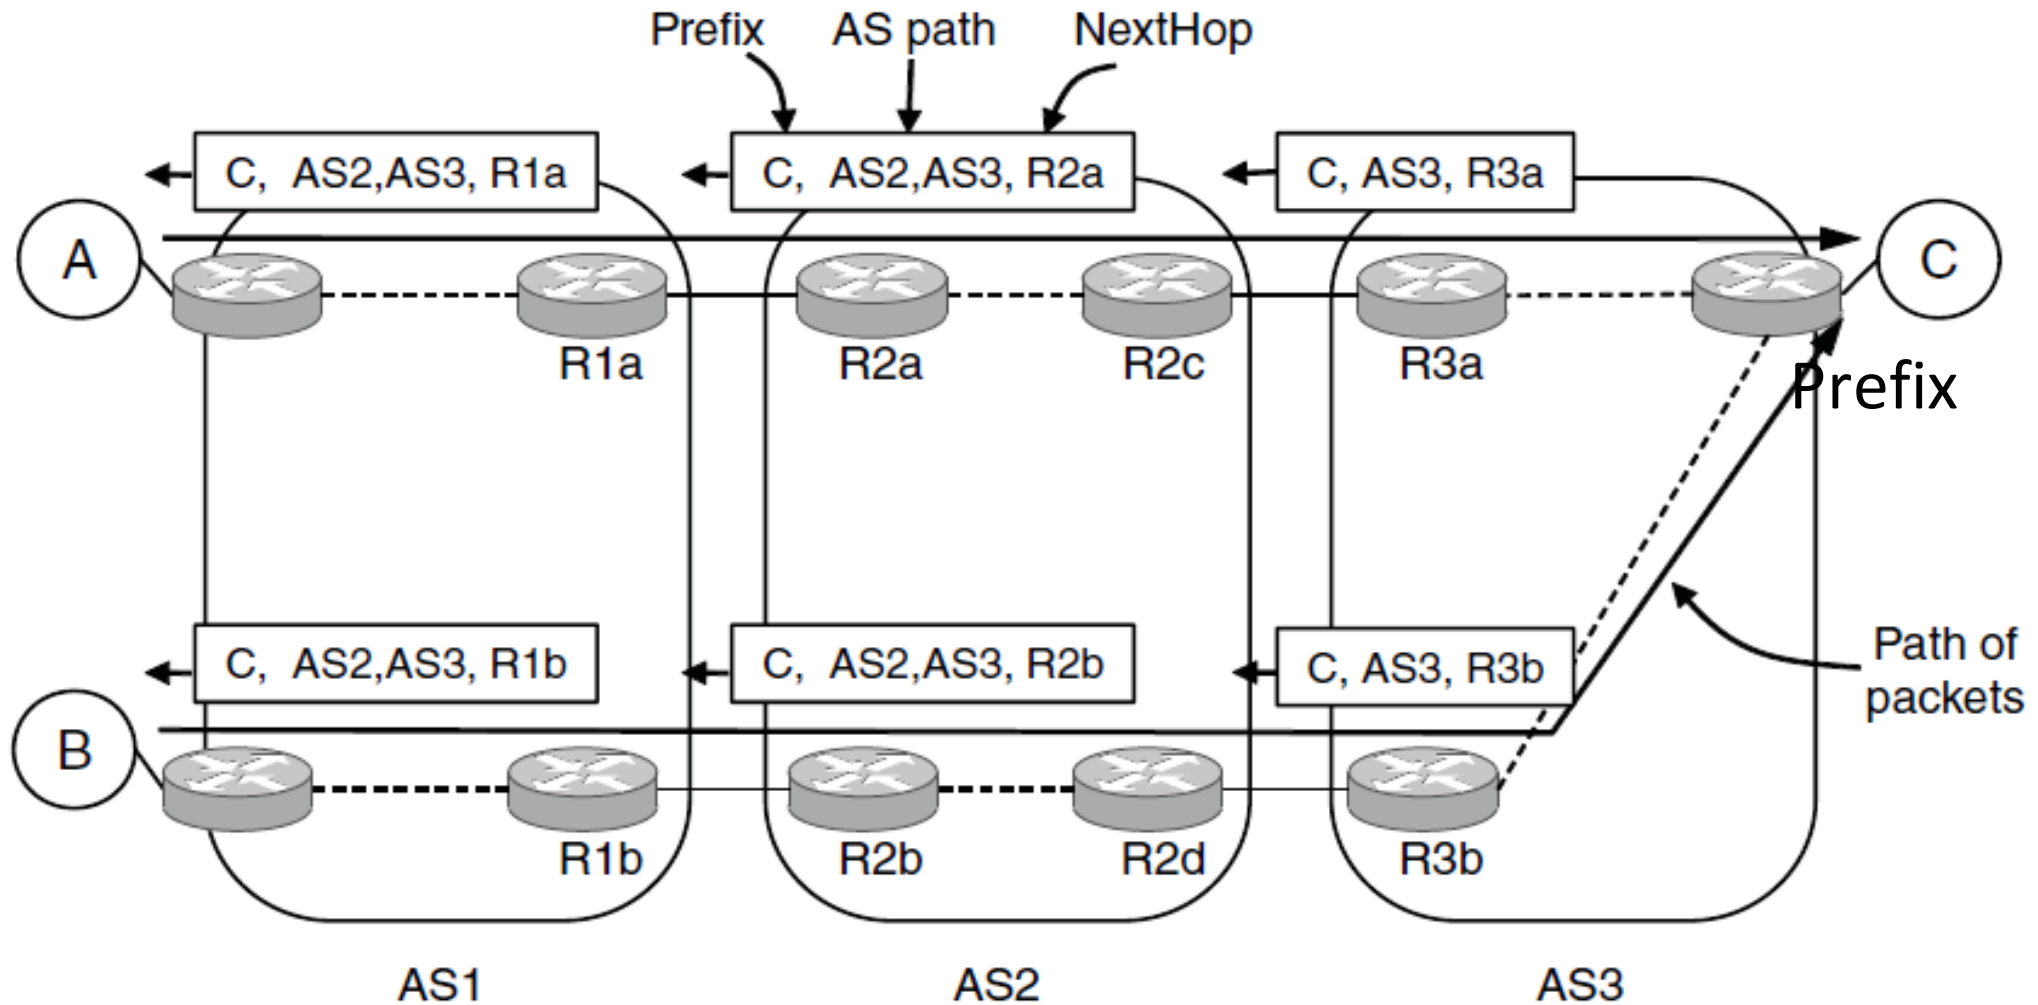 Prefix AS path NextHop
C, AS2,AS3, R1a
C, AS2,AS3, R2a
C, AS3, R3a
A
C
R1a
R2a
R2c
R3a
Prefix
C, AS2,AS3, R1b
C, AS2,AS3, R2b
C, AS3, R3b
Path of
packets
B
R1b
R2b
R2d
R3b
AS1
AS2
AS3